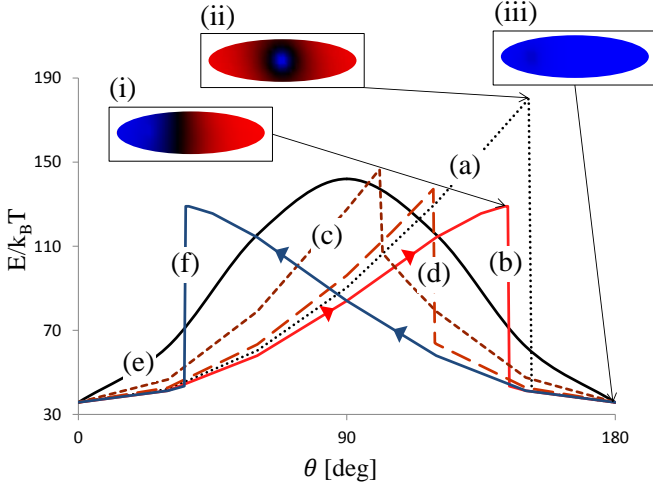 (ii)
(iii)
190
(i)
150
(a)
E/k_BT
110
(c)
(f)
(d)
(b)
70
(e)
30
0
90
180
θ [deg]